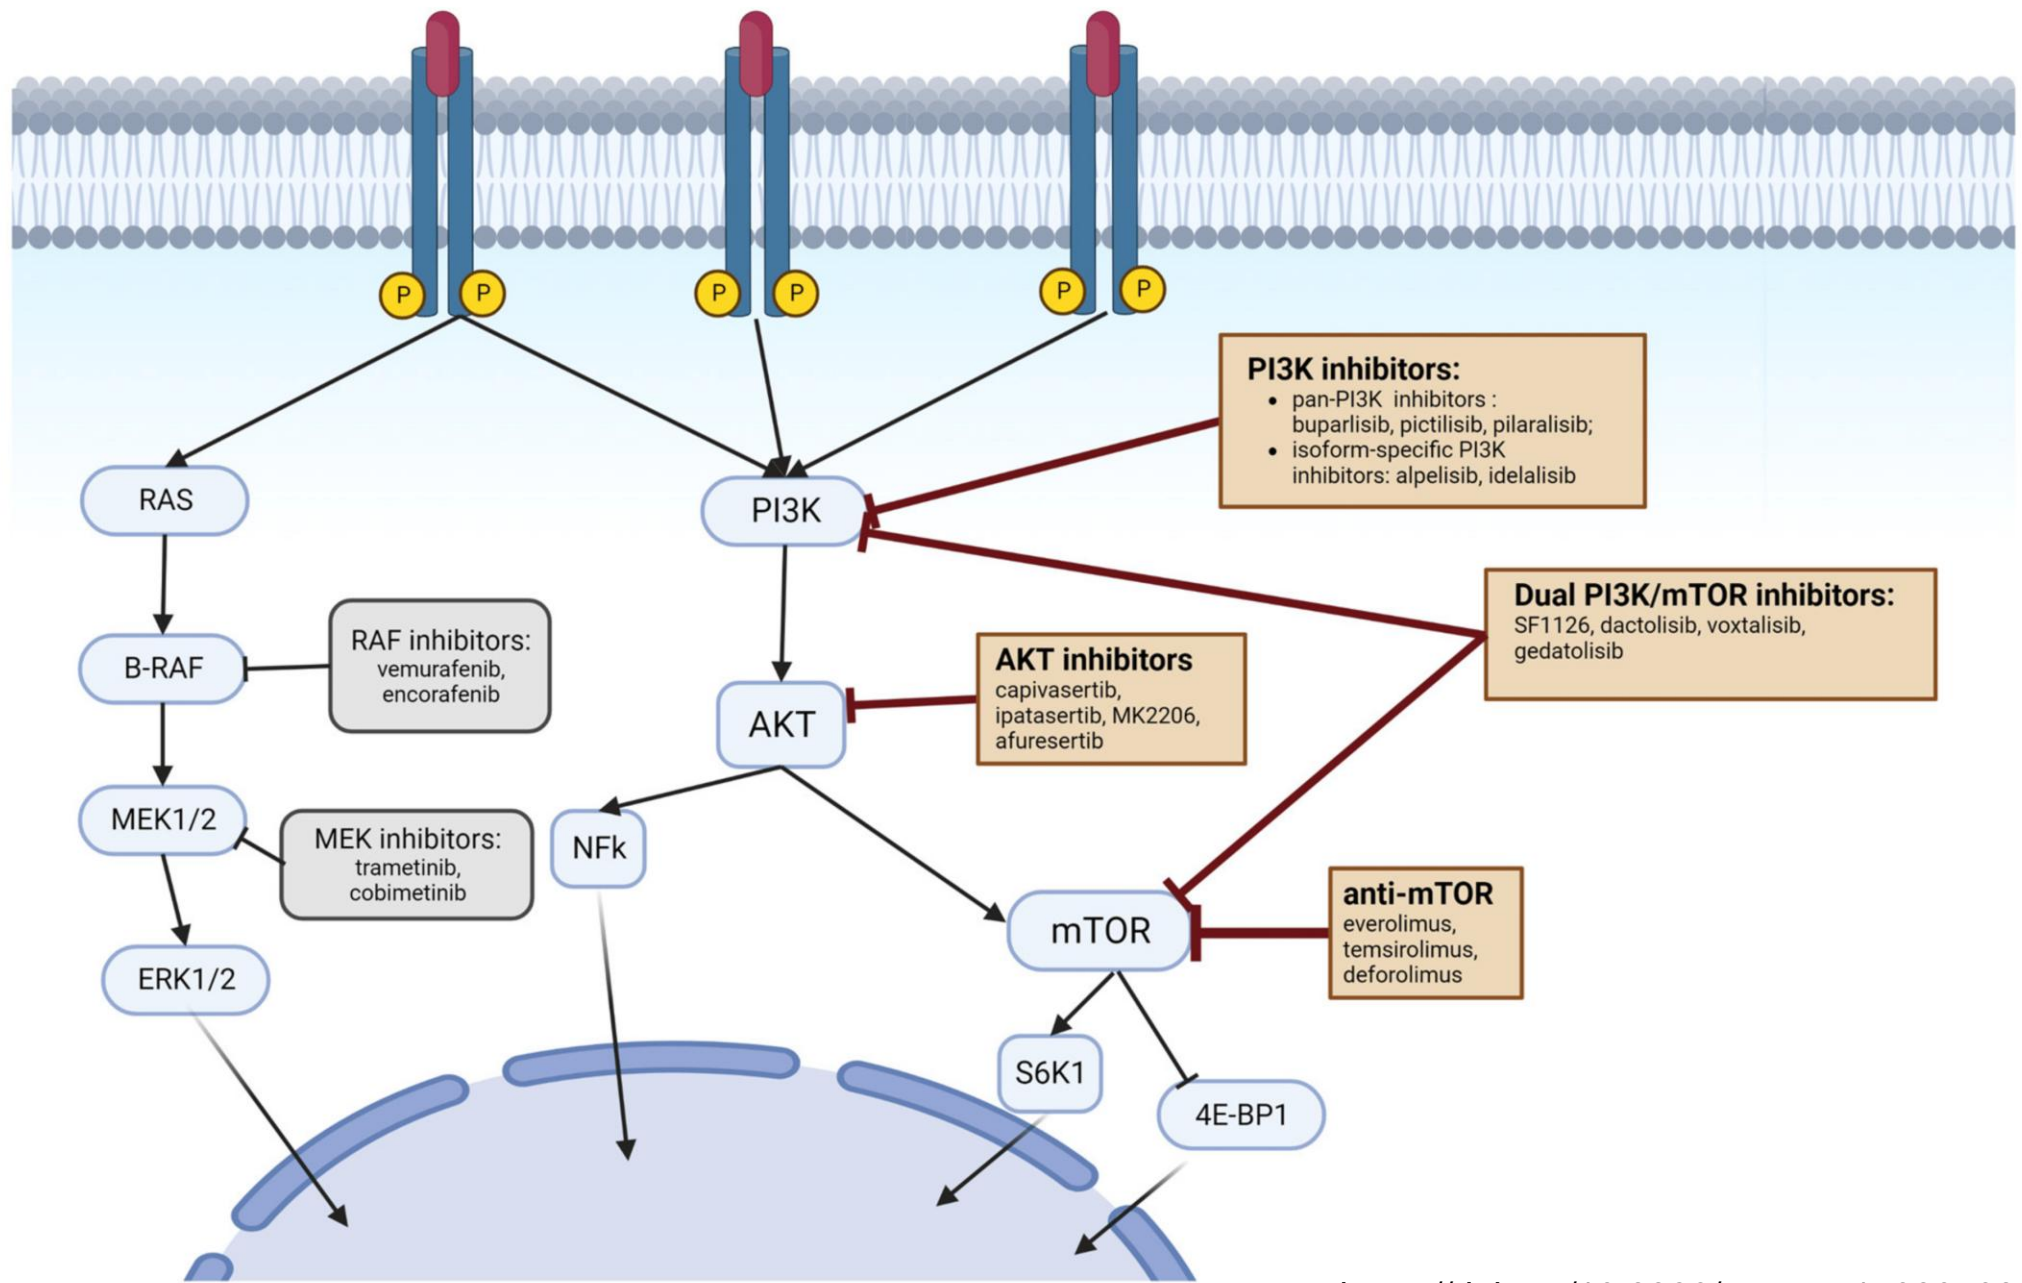 P P P P P P
PI3K inhibitors:
• pan-PI3K inhibitors :
buparlisib, pictilisib, pilaralisib;
• isoform-specific PI3K
inhibitors: alpelisib, idelalisib
RAS
PI3K
Dual PI3K/mTOR inhibitors:
SF1126, dactolisib, voxtalisib,
gedatolisib
RAF inhibitors:
vemurafenib,
encorafenib
B-RAF
AKT inhibitors
capivasertib,
ipatasertib, MK2206,
afuresertib
AKT
MEK1/2
MEK inhibitors:
trametinib,
cobimetinib
NFk
anti-mTOR
everolimus,
temsirolimus,
deforolimus
mTOR
ERK1/2
S6K1
4E-BP1